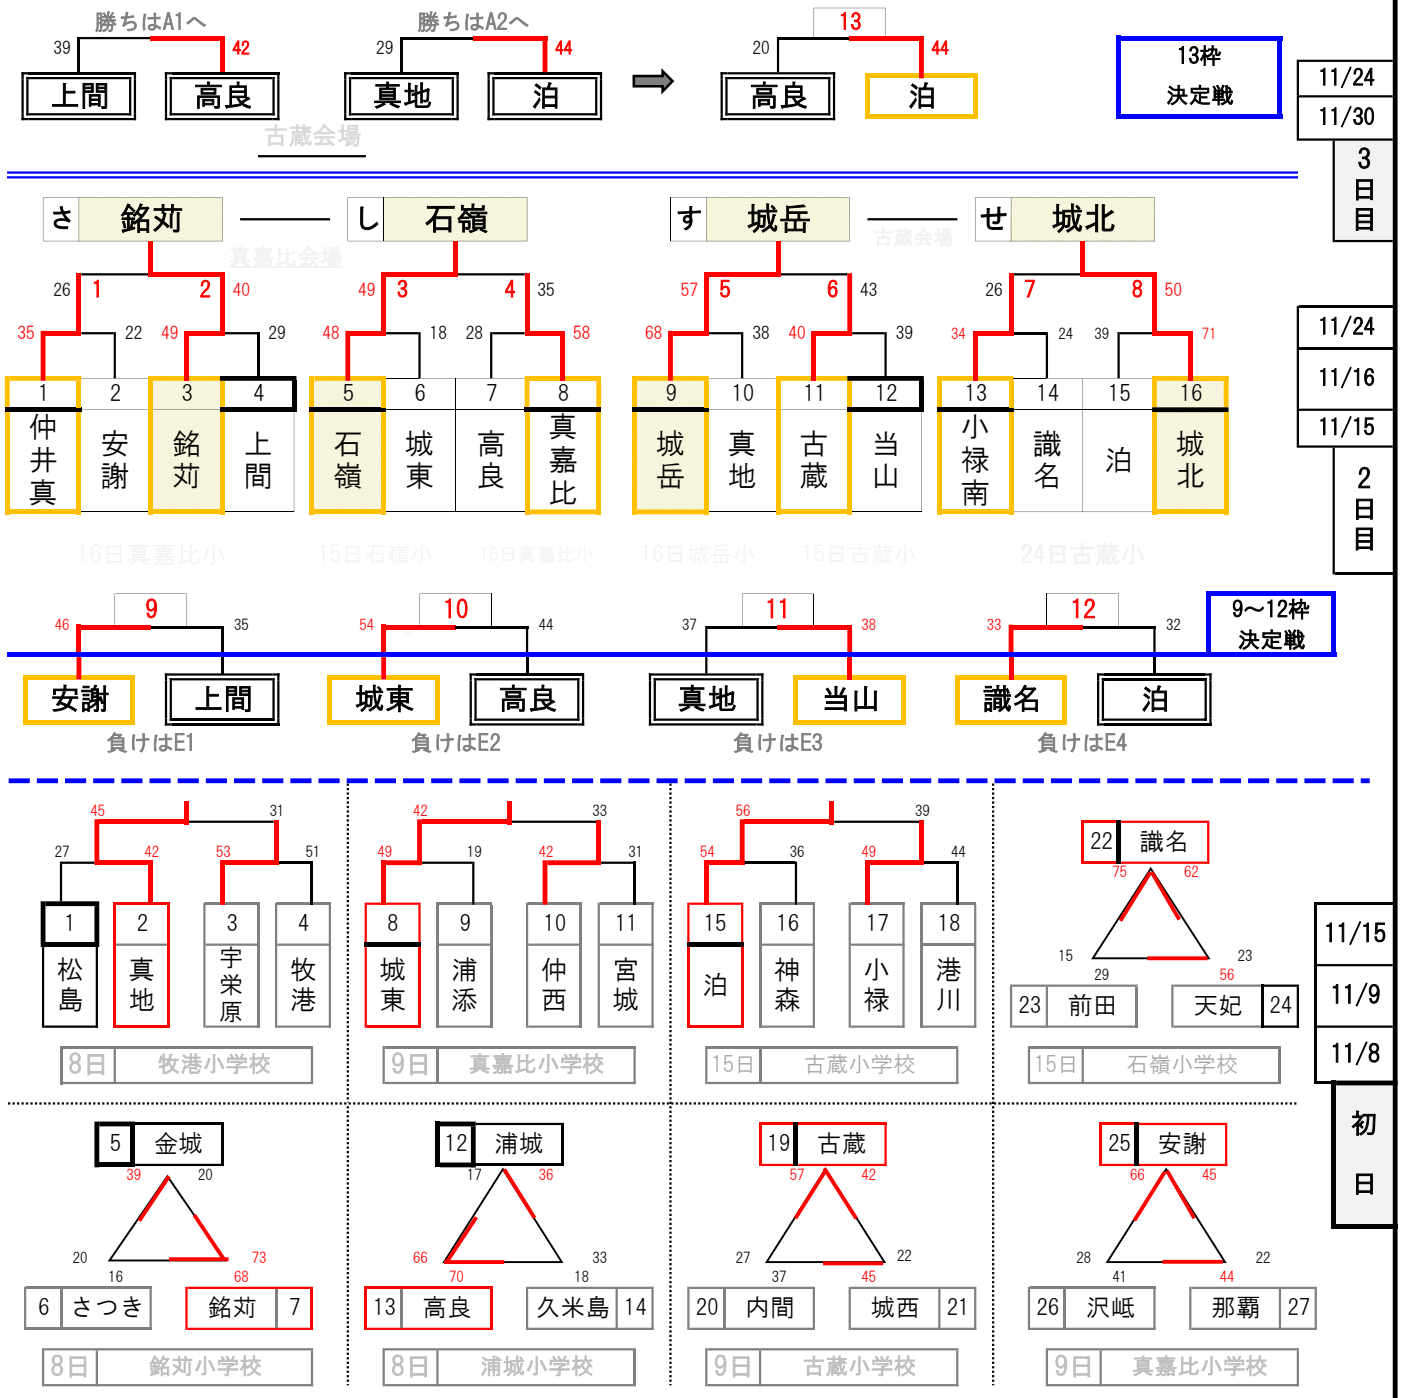 勝ちはA1へ 勝ちはA2へ 13
39 42 29 44 20 44
上間 高良 真地 泊 高良 泊
13枠
決定戦
古蔵会場
11/24
11/30
3日目
さ 銘苅 し 石嶺 す 城岳 せ 城北
真嘉比会場 古蔵会場
26 1 2 40 49 3 4 35 57 5 6 43 26 7 8 50
35 22 49 29 48 18 28 58 68 38 40 39 34 24 39 71
1 2 3 4 5 6 7 8 9 10 11 12 13 14 15 16
仲井真 安謝 銘苅 上間 石嶺 城東 高良 真嘉比 城岳 真地 古蔵 当山 小禄南 識名 泊 城北
16日真嘉比小 15日石嶺小 16日真嘉比小 16日城岳小 15日古蔵小 24日古蔵小
11/24
11/16
11/15
2日目
9 10 11 12
46 35 54 44 37 38 33 32
9～12枠
決定戦
安謝 上間 城東 高良 真地 当山 識名 泊
負けはE1 負けはE2 負けはE3 負けはE4
45 31 42 33 56 39
27 42 53 51 49 19 42 31 54 36 49 44
1 2 3 4 8 9 10 11 15 16 17 18
松島 真地 宇栄原 牧港 城東 浦添 仲西 宮城 泊 神森 小禄 港川
22 識名
75 62
15 23
29 56
23 前田 天妃 24
8日 牧港小学校 9日 真嘉比小学校 15日 古蔵小学校 15日 石嶺小学校
11/15
11/9
11/8
初日
5 金城 12 浦城 19 古蔵 25 安謝
39 20 17 36 57 42 66 45
20 73 66 33 27 22 28 22
16 68 70 18 37 45 41 44
6 さつき 銘苅 7 13 高良 久米島 14 20 内間 城西 21 26 沢岻 那覇 27
8日 銘苅小学校 8日 浦城小学校 9日 古蔵小学校 9日 真嘉比小学校